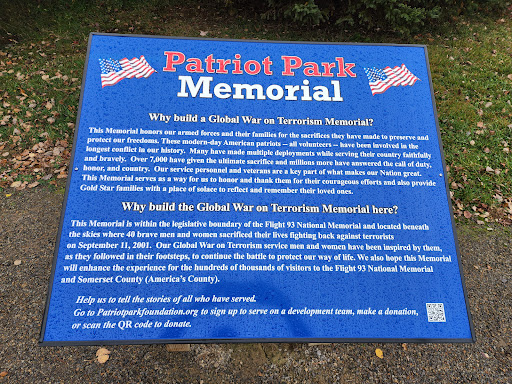 Patriot Park
Memorial
Why build a Global War on Terrorism Memorial?
This Memorial honors our armed forces and their families for the sacrifices they have made to preserve and
protect our freedoms. These modern-day American patriots – all volunteers – have been involved in the
longest conflict in our history. Many have made multiple deployments while serving their country faithfully
and bravely. Over 7,000 have given the ultimate sacrifice and millions more have answered the call of duty,
honor, and country. Our service personnel and veterans are a key part of what makes our Nation great.
This Memorial serves as a way for us to honor and thank them for their courageous efforts and also provide
Gold Star families with a place of solace to reflect and remember their loved ones.
Why build the Global War on Terrorism Memorial here?
This Memorial is within the legislative boundary of the Flight 93 National Memorial and located beneath
the skies where 40 brave men and women sacrificed their lives fighting back against terrorists
on September 11, 2001. Our Global War on Terrorism service men and women have been inspired by them,
as they followed in their footsteps, to continue the battle to protect our way of life. We also hope this Memorial
will enhance the experience for the hundreds of thousands of visitors to the Flight 93 National Memorial
and Somerset County (America's County).
Help us to tell the stories of all who have served.
Go to Patriotparkfoundation.org to sign up to serve on a development team, make a donation,
or scan the QR code to donate.